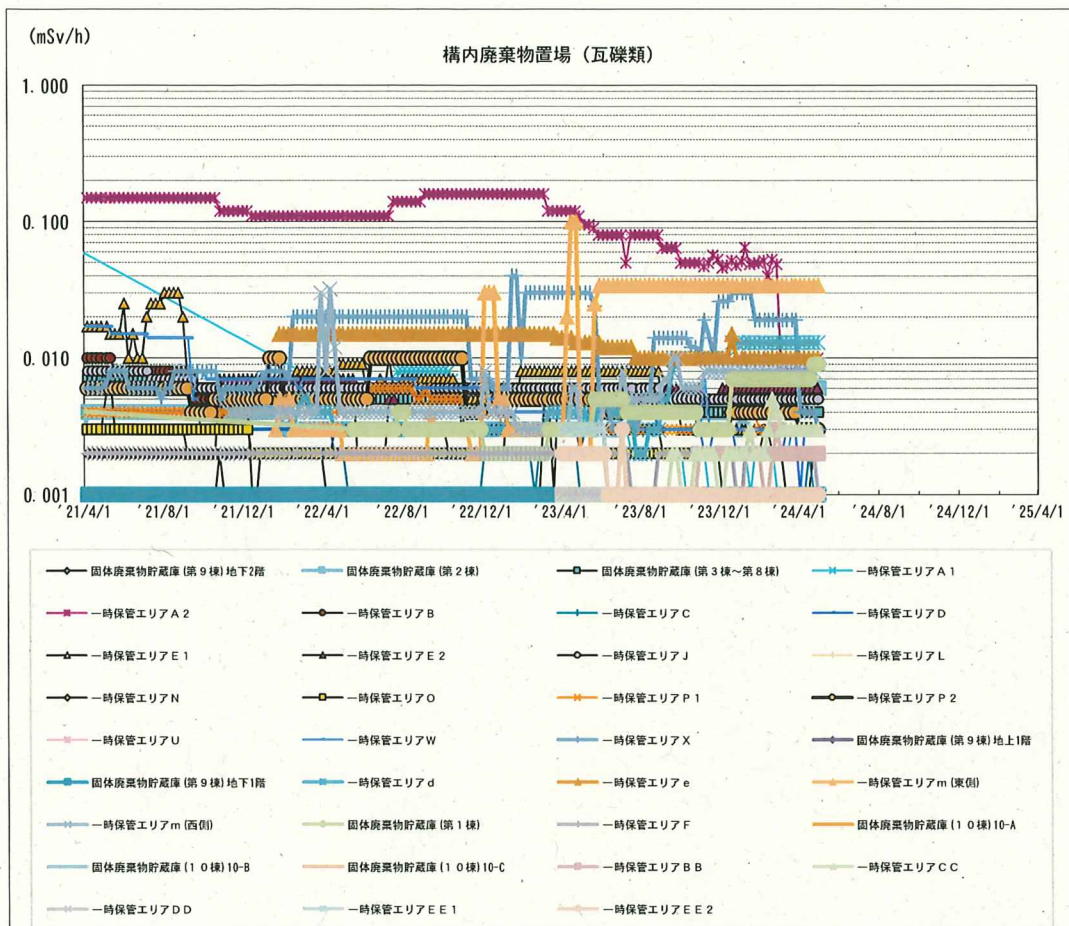 (mSv/h)
構内廃棄物置場（瓦礫類）
1.000
0.100
0.010
0.001
'21/4/1 '21/8/1 '21/12/1 '22/4/1 '22/8/1 '22/12/1 '23/4/1 '23/8/1 '23/12/1 '24/4/1 '24/8/1 '24/12/1 '25/4/1
固体廃棄物貯蔵庫(第９棟)地下2階 固体廃棄物貯蔵庫(第２棟) 固体廃棄物貯蔵庫(第３棟～第８棟) 一時保管エリアＡ１
一時保管エリアＡ２ 一時保管エリアＢ 一時保管エリアＣ 一時保管エリアＤ
一時保管エリアＥ１ 一時保管エリアＥ２ 一時保管エリアＪ 一時保管エリアＬ
一時保管エリアＮ 一時保管エリアＯ 一時保管エリアＰ１ 一時保管エリアＰ２
一時保管エリアＵ 一時保管エリアＷ 一時保管エリアＸ 固体廃棄物貯蔵庫(第９棟)地上1階
固体廃棄物貯蔵庫(第９棟)地下1階 一時保管エリアｄ 一時保管エリアｅ 一時保管エリアｍ(東側)
一時保管エリアｍ(西側) 固体廃棄物貯蔵庫(第１棟) 一時保管エリアＦ 固体廃棄物貯蔵庫(１０棟)10-A
固体廃棄物貯蔵庫(１０棟)10-B 固体廃棄物貯蔵庫(１０棟)10-C 一時保管エリアＢＢ 一時保管エリアＣＣ
一時保管エリアＤＤ 一時保管エリアＥＥ１ 一時保管エリアＥＥ２